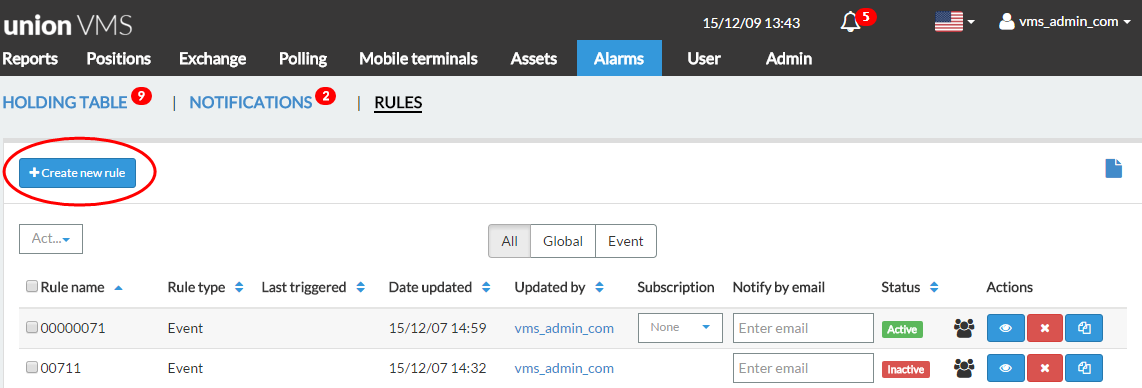 union VMS 15/12/09 13:43 5 vms_admin_com
Reports Positions Exchange Polling Mobile terminals Assets Alarms User Admin
HOLDING TABLE 9 | NOTIFICATIONS 2 | RULES
+ Create new rule
Act... All Global Event
Rule name Rule type Last triggered Date updated Updated by Subscription Notify by email Status Actions
00000071 Event 15/12/07 14:59 vms_admin_com None Enter email Active
00711 Event 15/12/07 14:32 vms_admin_com Enter email Inactive